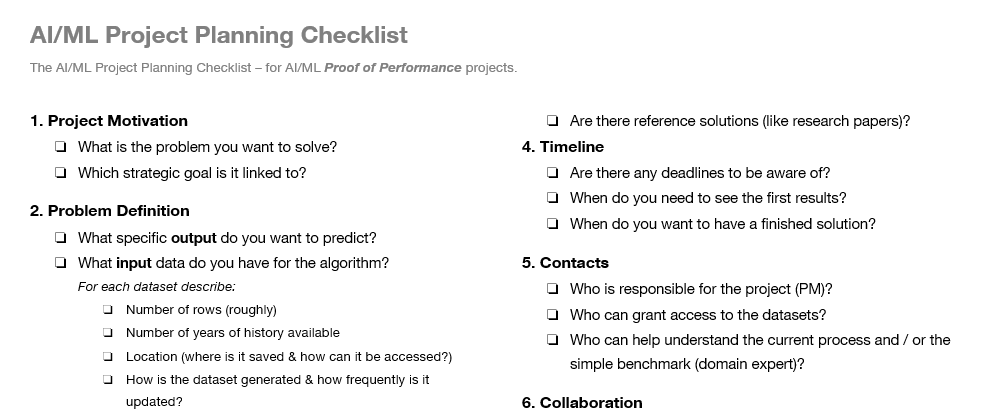 AI/ML Project Planning Checklist
The AI/ML Project Planning Checklist – for AI/ML Proof of Performance projects.
1. Project Motivation
❏ What is the problem you want to solve?
❏ Which strategic goal is it linked to?
2. Problem Definition
❏ What specific output do you want to predict?
❏ What input data do you have for the algorithm?
For each dataset describe:
❏ Number of rows (roughly)
❏ Number of years of history available
❏ Location (where is it saved & how can it be accessed?)
❏ How is the dataset generated & how frequently is it
updated?
❏ Are there reference solutions (like research papers)?
4. Timeline
❏ Are there any deadlines to be aware of?
❏ When do you need to see the first results?
❏ When do you want to have a finished solution?
5. Contacts
❏ Who is responsible for the project (PM)?
❏ Who can grant access to the datasets?
❏ Who can help understand the current process and / or the
simple benchmark (domain expert)?
6. Collaboration